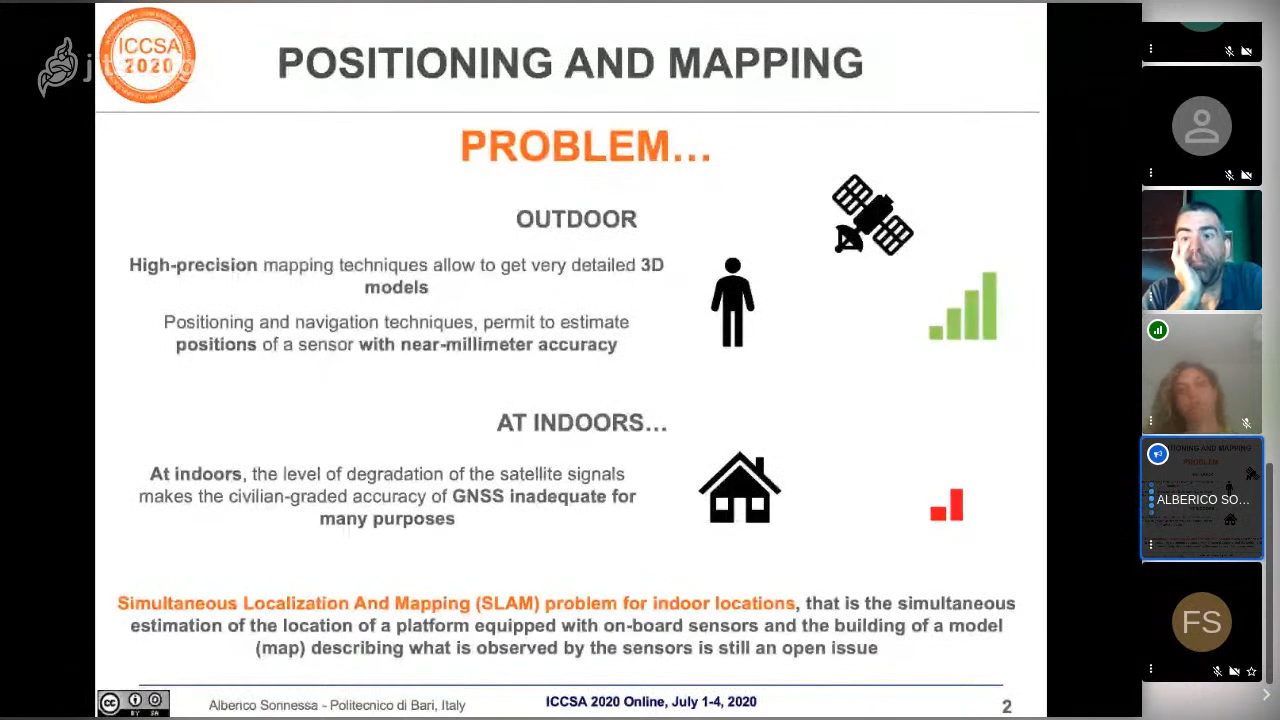 ICCSA
2020
POSITIONING AND MAPPING
PROBLEM...
OUTDOOR
High-precision mapping techniques allow to get very detailed 3D
models
Positioning and navigation techniques, permit to estimate
positions of a sensor with near-millimeter accuracy
AT INDOORS...
At indoors, the level of degradation of the satellite signals
makes the civilian-graded accuracy of GNSS inadequate for
many purposes
Simultaneous Localization And Mapping (SLAM) problem for indoor locations, that is the simultaneous
estimation of the location of a platform equipped with on-board sensors and the building of a model
(map) describing what is observed by the sensors is still an open issue
cc
BY
Alberico Sonnessa - Politecnico di Bari, Italy
ICCSA 2020 Online, July 1-4, 2020
2
ALBERICO SO...
FS